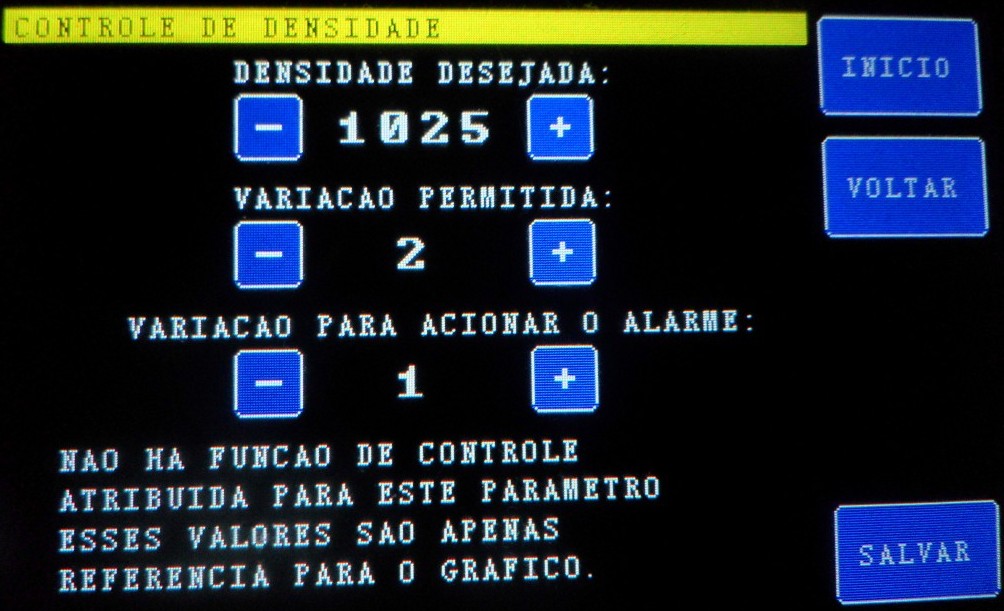 CONTROLE DE DENSIDADE
INICIO
DENSIDADE DESEJADA:
- 1025 +
VOLTAR
VARIACAO PERMITIDA:
- 2 +
VARIACAO PARA ACIONAR O ALARME:
- 1 +
NAO HA FUNCAO DE CONTROLE
ATRIBUIDA PARA ESTE PARAMETRO
ESSES VALORES SAO APENAS
REFERENCIA PARA O GRAFICO.
SALVAR